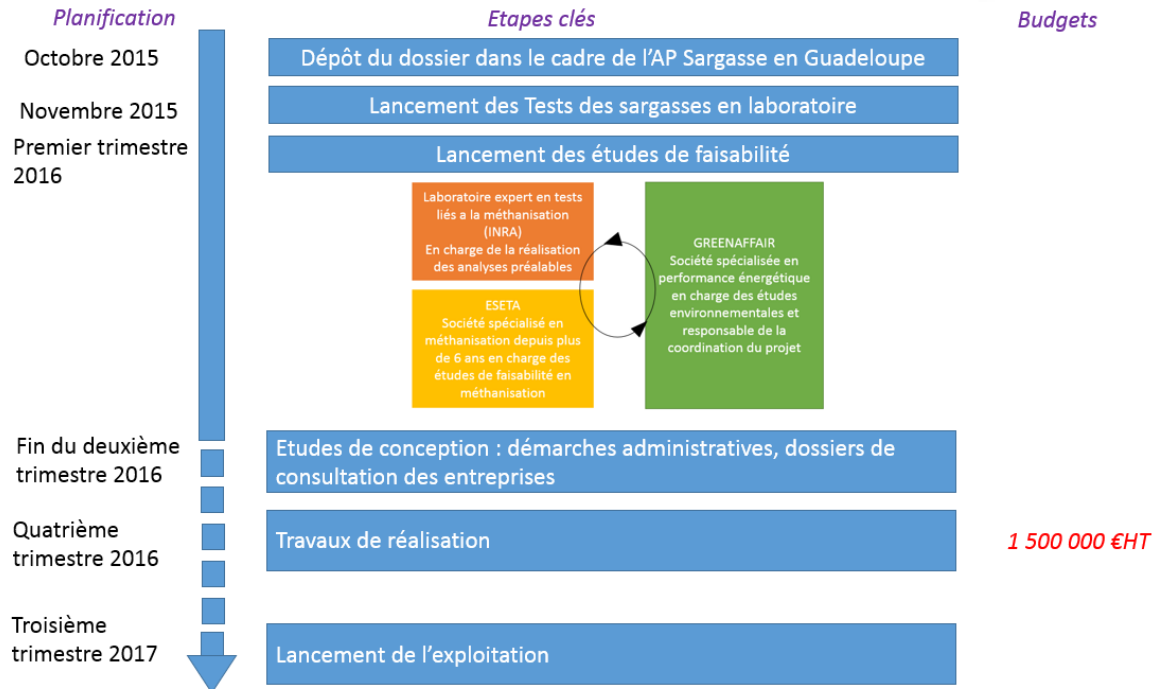 Planification
Etapes clés
Budgets
Octobre 2015
Dépôt du dossier dans le cadre de l'AP Sargasse en Guadeloupe
Novembre 2015
Lancement des Tests des sargasses en laboratoire
Premier trimestre
2016
Lancement des études de faisabilité
Laboratoire expert en tests
liés a la méthanisation
(INRA)
En charge de la réalisation
des analyses préalables
ESETA
Société spécialisé en
méthanisation depuis plus
de 6 ans en charge des
études de faisabilité en
méthanisation
GREENAFFAIR
Société spécialisée en
performance énergétique
en charge des études
environnementales et
responsable de la
coordination du projet
Fin du deuxième
trimestre 2016
Etudes de conception : démarches administratives, dossiers de
consultation des entreprises
Quatrième
trimestre 2016
Travaux de réalisation
1 500 000 €HT
Troisième
trimestre 2017
Lancement de l'exploitation